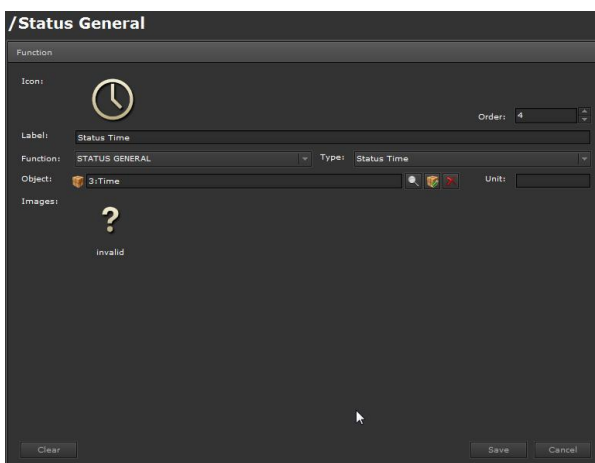 /Status General
Function
Icon:
Order: 4
Label: Status Time
Function: STATUS GENERAL Type: Status Time
Object: 3:Time Unit:
Images:
?
invalid
Clear Save Cancel